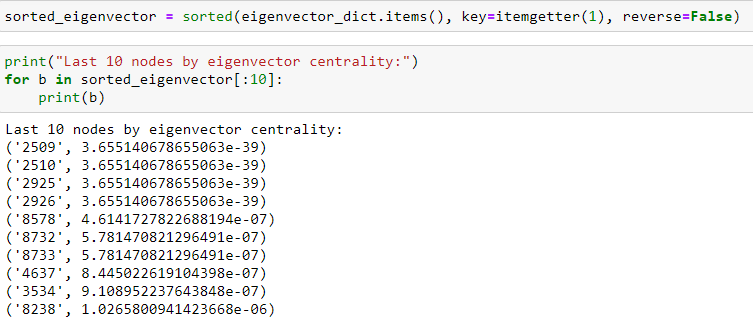 sorted_eigenvector = sorted(eigenvector_dict.items(), key=itemgetter(1), reverse=False)
print("Last 10 nodes by eigenvector centrality:")
for b in sorted_eigenvector[:10]:
    print(b)
Last 10 nodes by eigenvector centrality:
('2509', 3.655140678655063e-39)
('2510', 3.655140678655063e-39)
('2925', 3.655140678655063e-39)
('2926', 3.655140678655063e-39)
('8578', 4.6141727822688194e-07)
('8732', 5.781470821296491e-07)
('8733', 5.781470821296491e-07)
('4637', 8.445022619104398e-07)
('3534', 9.108952237643848e-07)
('8238', 1.0265800941423668e-06)